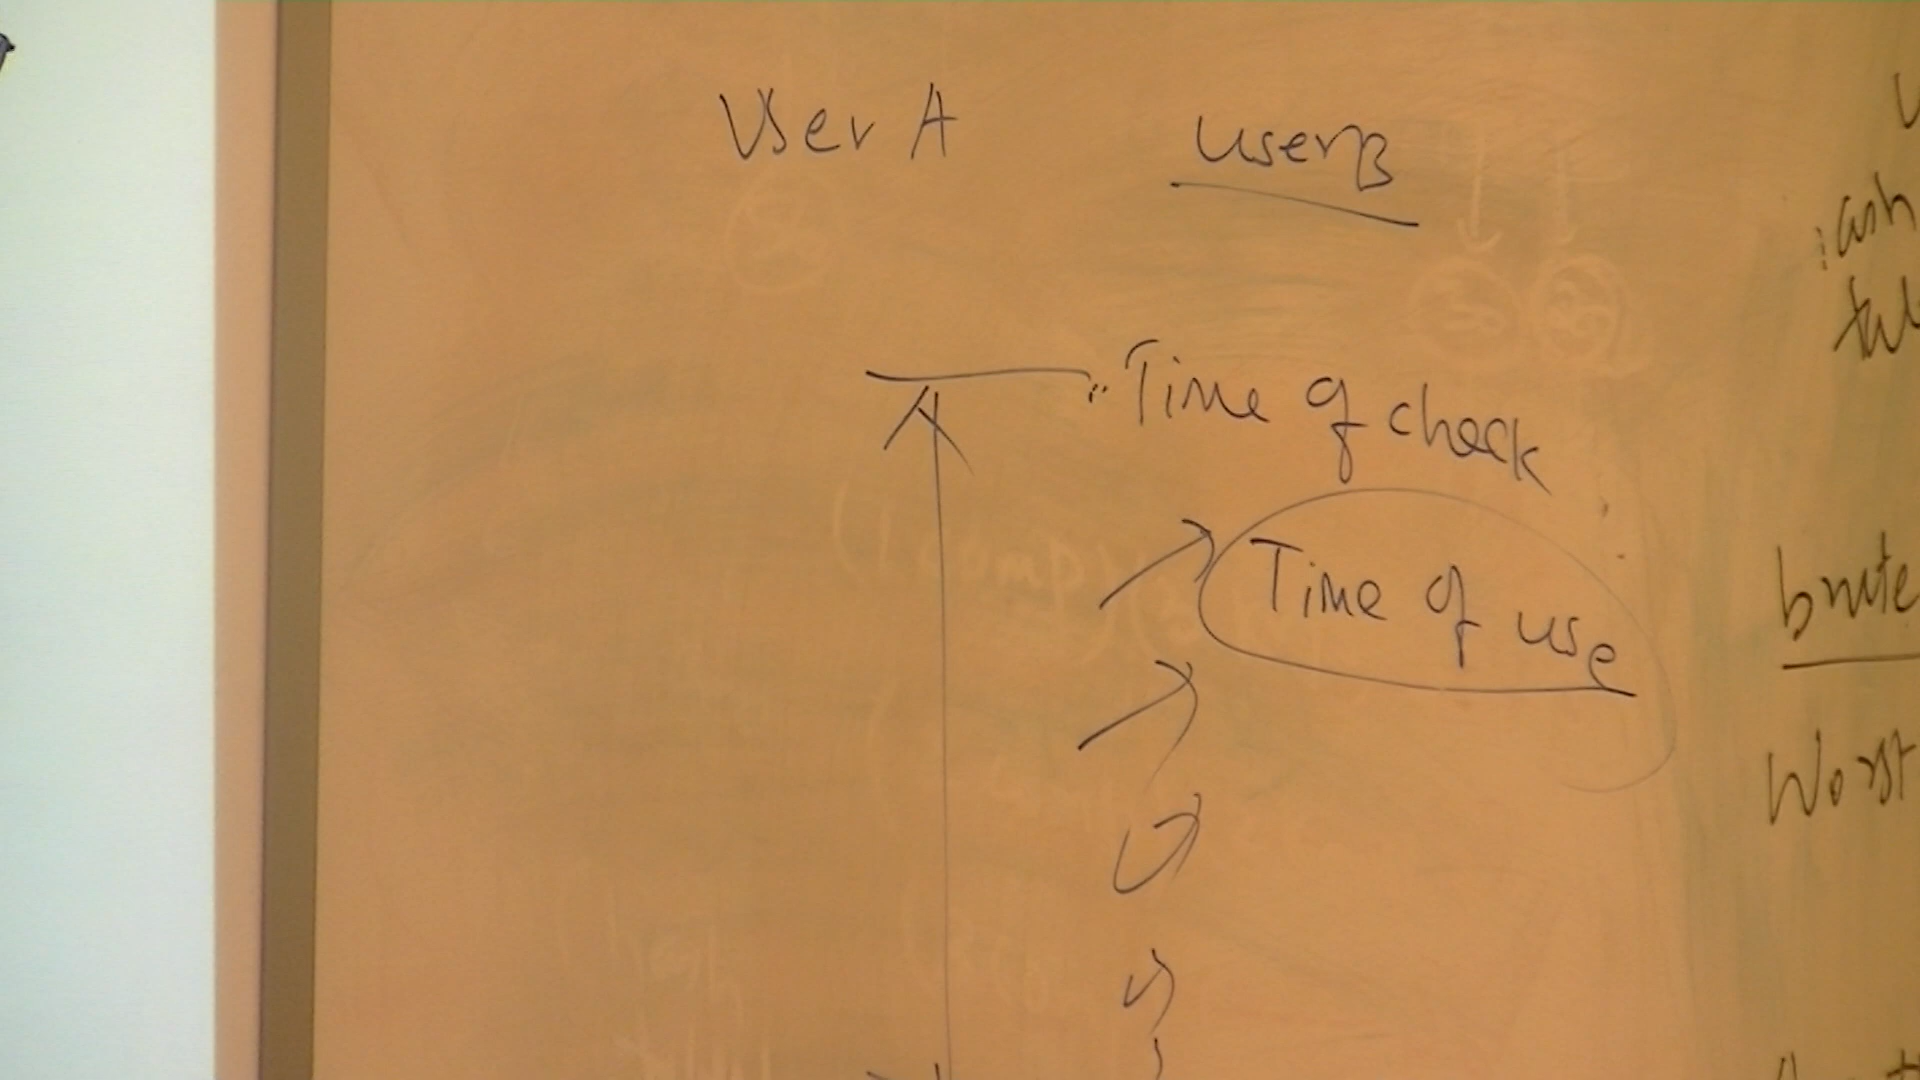 User A
UserB
Time of check
Time of use
brute
Worst